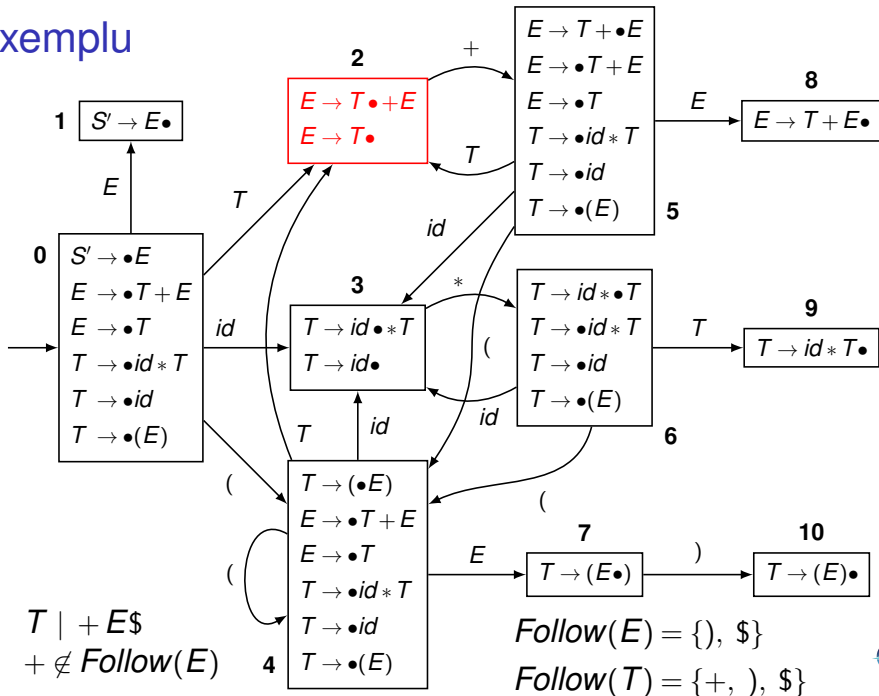 xemplu
1
S′ → E•
E
0
S′ → •E
E → •T + E
E → •T
T → •id ∗ T
T → •id
T → •(E)
T
id
(
2
E → T • + E
E → T•
+
T
5
E → T + •E
E → •T + E
E → •T
T → •id ∗ T
T → •id
T → •(E)
E
8
E → T + E•
id
(
3
T → id • ∗T
T → id•
∗
id
6
T → id ∗ •T
T → •id ∗ T
T → •id
T → •(E)
T
9
T → id ∗ T•
(
T
id
(
4
T → (•E)
E → •T + E
E → •T
T → •id ∗ T
T → •id
T → •(E)
E
7
T → (E•)
)
10
T → (E)•
T | + E$
+ ∉ Follow(E)
Follow(E) = {), $}
Follow(T) = {+, ), $}